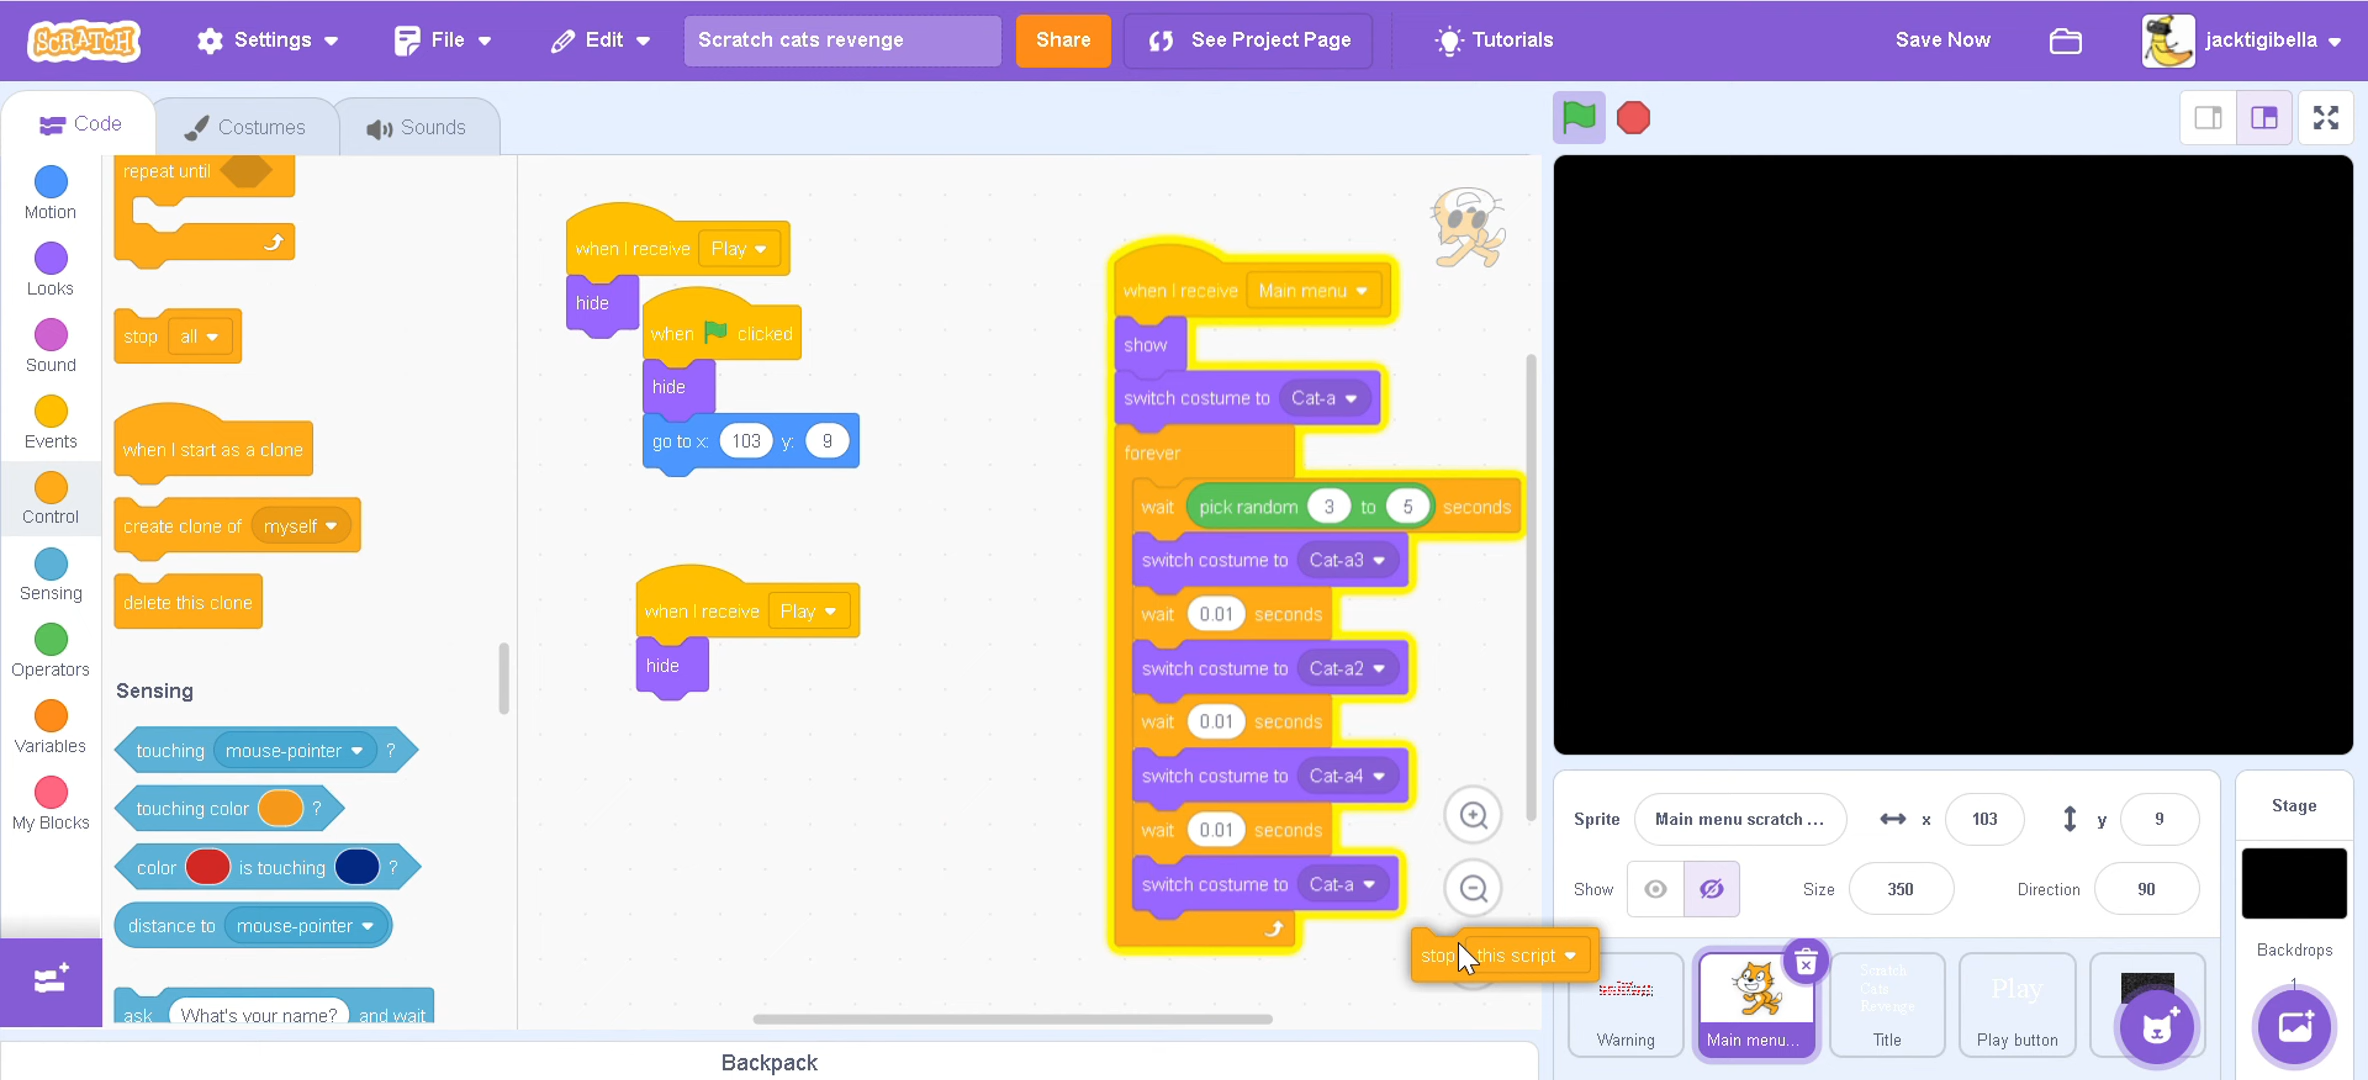 SCRATCH
Settings
File
Edit
Scratch cats revenge
Share
See Project Page
Tutorials
Save Now
jacktigibella
Code
Costumes
Sounds
Motion
Looks
Sound
Events
Control
Sensing
Operators
Variables
My Blocks
repeat until
stop all
when I start as a clone
create clone of myself
delete this clone
Sensing
touching mouse-pointer ?
touching color ?
color is touching ?
distance to mouse-pointer
ask What's your name? and wait
when I receive Play
hide
when clicked
hide
go to x: 103 y: 9
when I receive Play
hide
when I receive Main menu
show
switch costume to Cat-a
forever
wait pick random 3 to 5 seconds
switch costume to Cat-a3
wait 0.01 seconds
switch costume to Cat-a2
wait 0.01 seconds
switch costume to Cat-a4
wait 0.01 seconds
switch costume to Cat-a
stop this script
Backpack
Sprite Main menu scratch ... x 103 y 9
Show Size 350 Direction 90
Warning
Main menu...
Scratch
Cats
Revenge
Title
Play
Play button
Stage
Backdrops
1